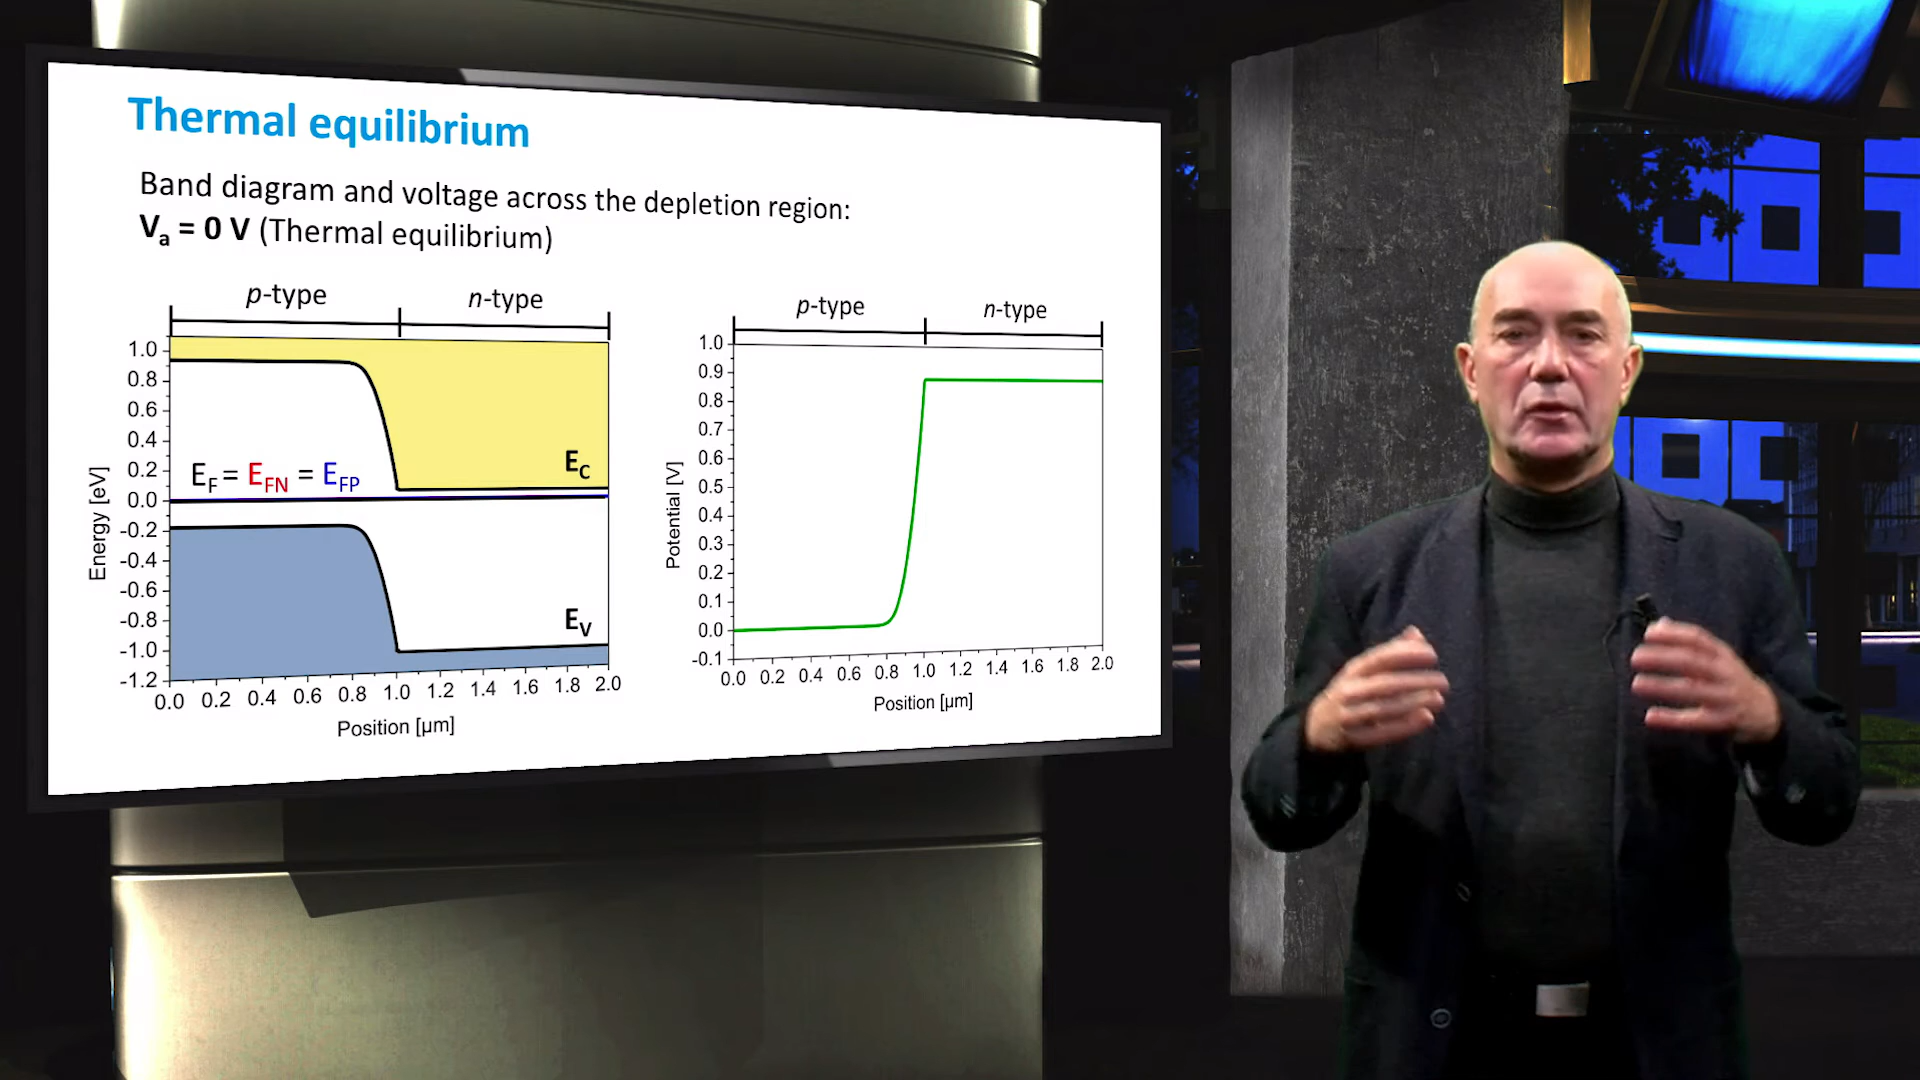 Thermal equilibrium
Band diagram and voltage across the depletion region:
Va = 0 V (Thermal equilibrium)
p-type n-type
1.0
0.8
0.6
0.4
0.2
0.0
-0.2
-0.4
-0.6
-0.8
-1.0
-1.2
Energy [eV]
EF = EFN = EFP
EC
EV
0.0 0.2 0.4 0.6 0.8 1.0 1.2 1.4 1.6 1.8 2.0
Position [µm]
p-type n-type
1.0
0.9
0.8
0.7
0.6
0.5
0.4
0.3
0.2
0.1
0.0
-0.1
Potential [V]
0.0 0.2 0.4 0.6 0.8 1.0 1.2 1.4 1.6 1.8 2.0
Position [µm]